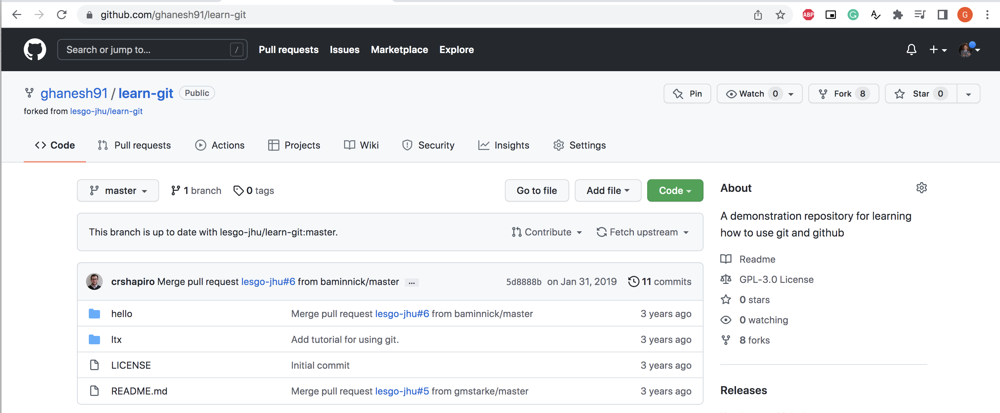 github.com/ghanesh91/learn-git
ABP
G
Search or jump to...
/
Pull requests Issues Marketplace Explore
ghanesh91 / learn-git Public
Pin
Watch 0
Fork 8
Star 0
forked from lesgo-jhu/learn-git
Code Pull requests Actions Projects Wiki Security Insights Settings
master 1 branch 0 tags
Go to file Add file Code
This branch is up to date with lesgo-jhu/learn-git:master. Contribute Fetch upstream
crshapiro Merge pull request lesgo-jhu#6 from baminnick/master ... 5d8888b on Jan 31, 2019 11 commits
hello Merge pull request lesgo-jhu#6 from baminnick/master 3 years ago
ltx Add tutorial for using git. 3 years ago
LICENSE Initial commit 3 years ago
README.md Merge pull request lesgo-jhu#5 from gmstarke/master 3 years ago
About
A demonstration repository for learning
how to use git and github
Readme
GPL-3.0 License
0 stars
0 watching
8 forks
Releases